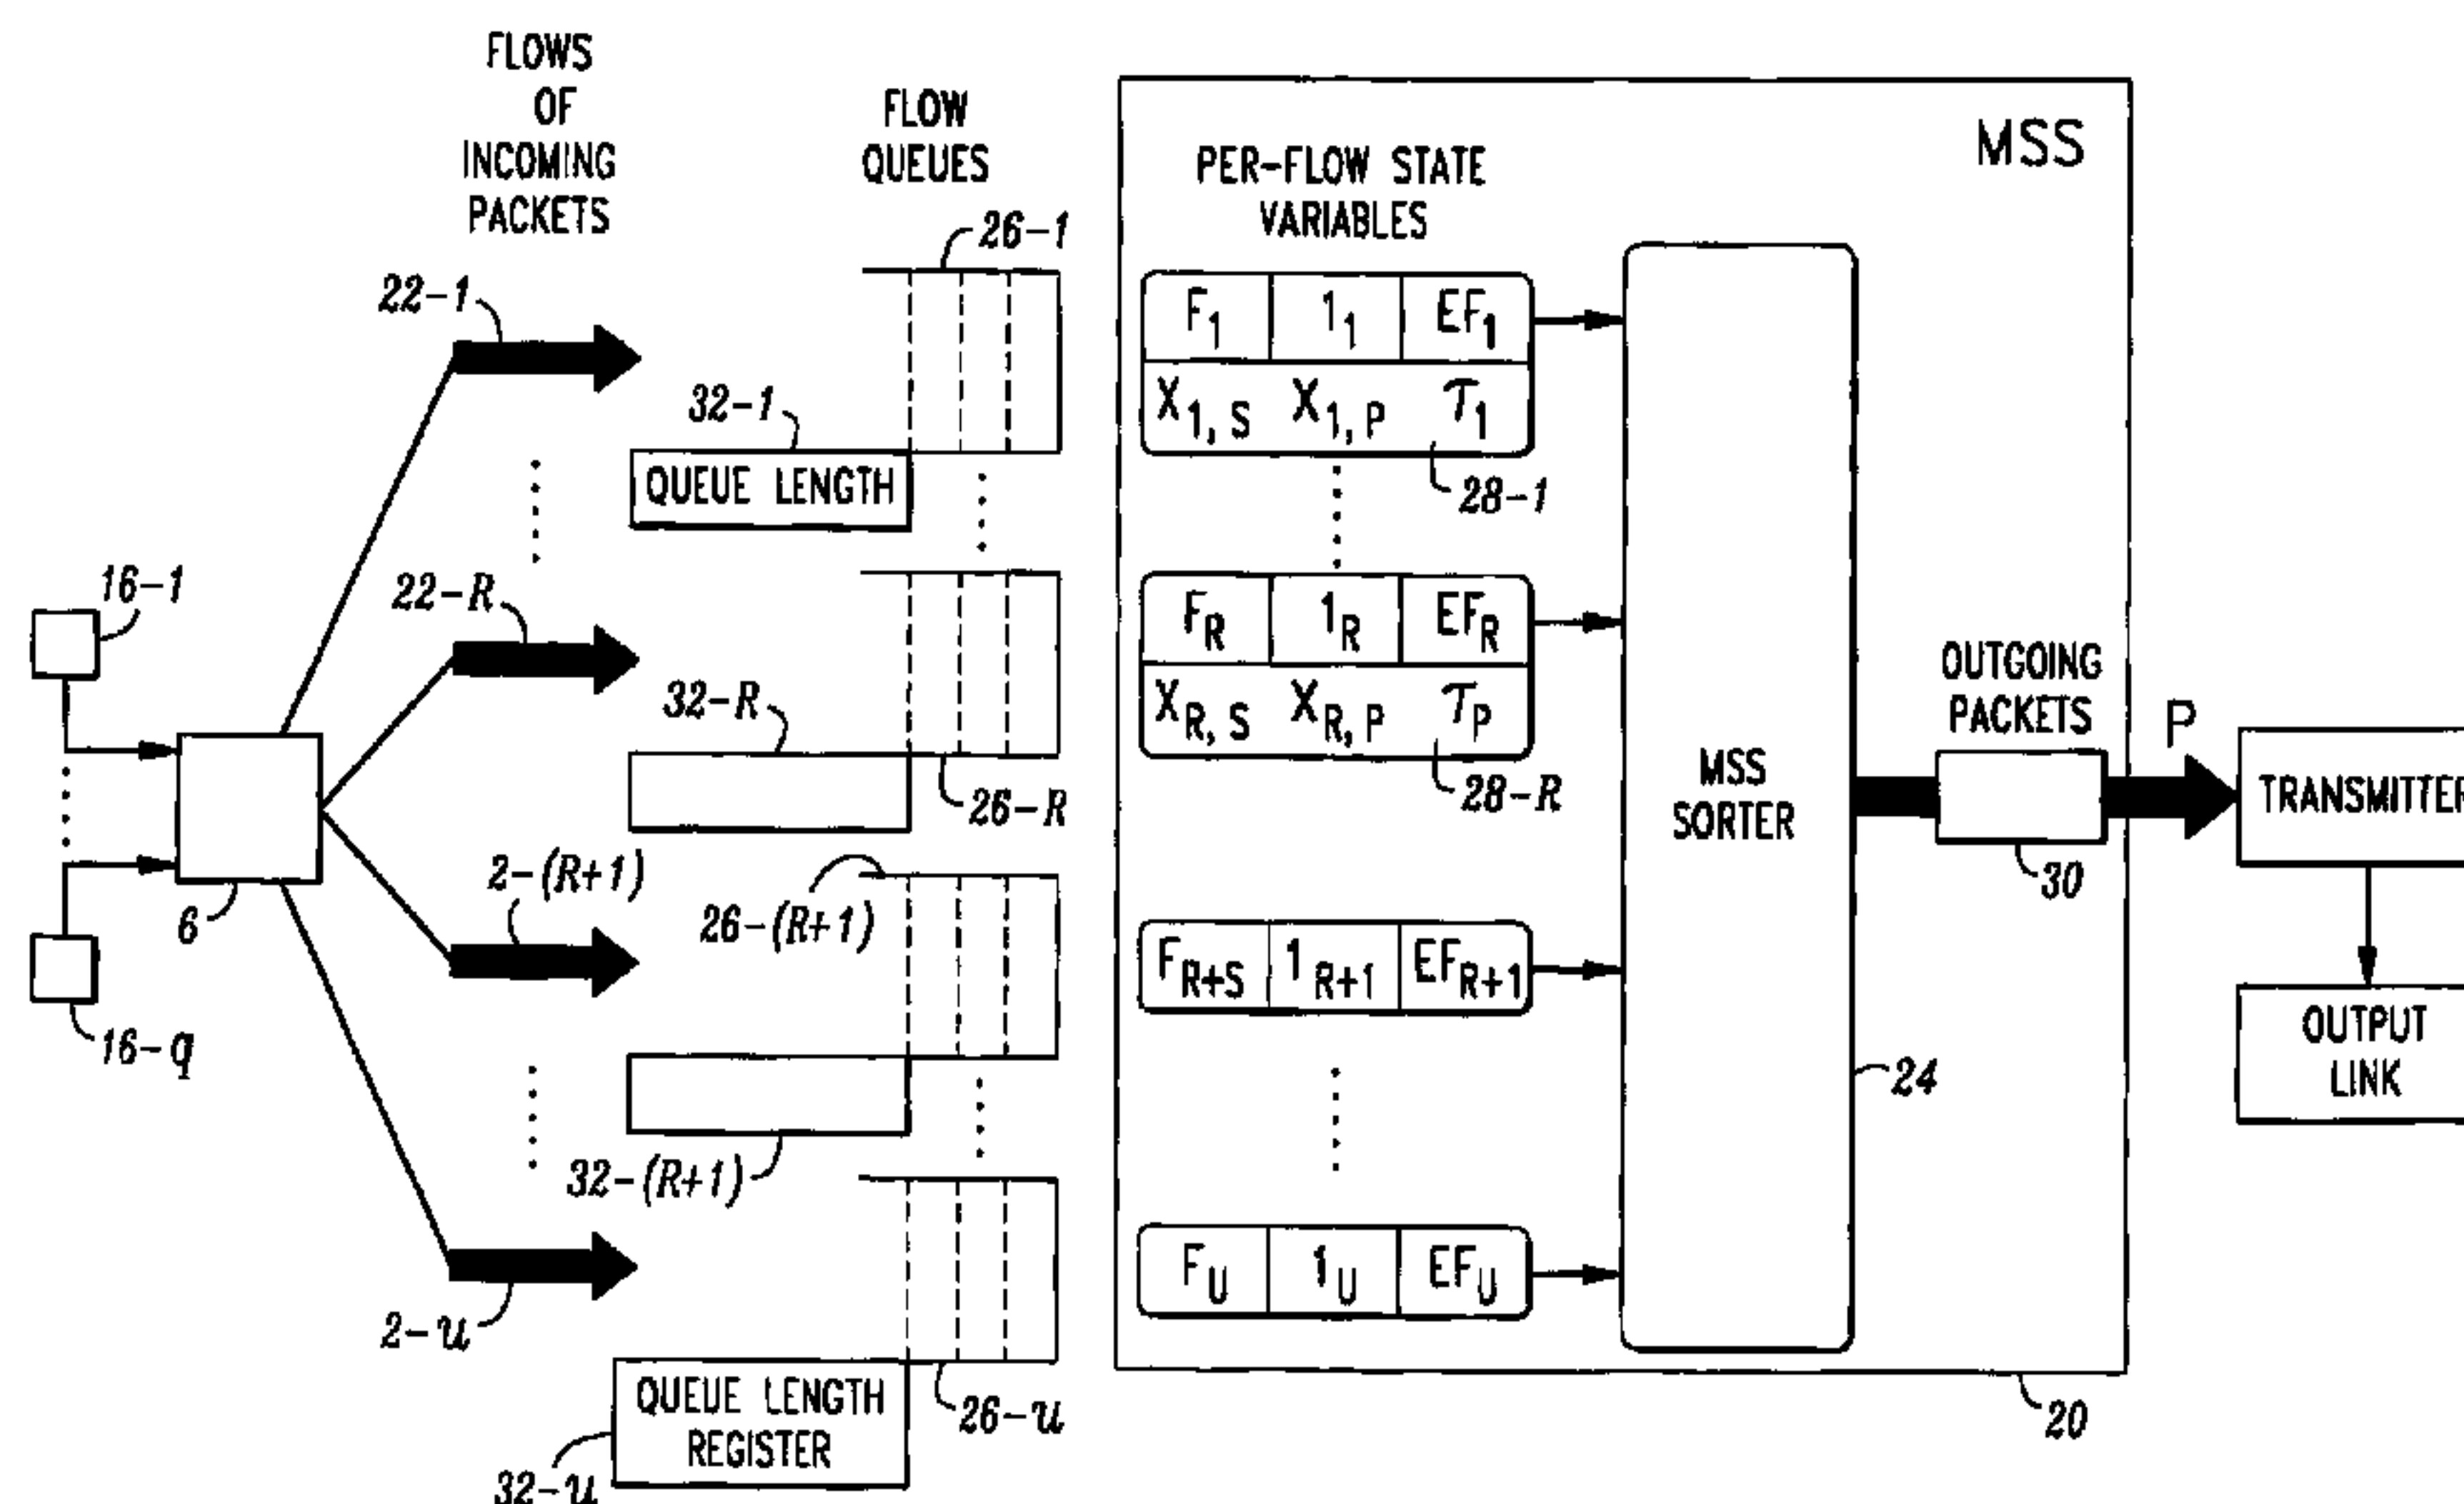 FLOWS
OF
INCOMING
PACKETS
FLOW
QUEUES
MSS
PER-FLOW STATE
VARIABLES
26-1
22-1
F1 11 EF1
32-1
X1, S X1, P τ1
QUEUE LENGTH
28-1
16-1
22-R
FR 1R EFR
OUTGOING
PACKETS
32-R
XR, S XR, P τP
P
MSS
SORTER
28-R
26-R
TRANSMITTER
2-(R+1)
30
6
26-(R+1)
FR+S 1R+1 EFR+1
16-q
OUTPUT
LINK
24
32-(R+1)
FU 1U EFU
2-u
QUEUE LENGTH
REGISTER
26-u
20
32-u